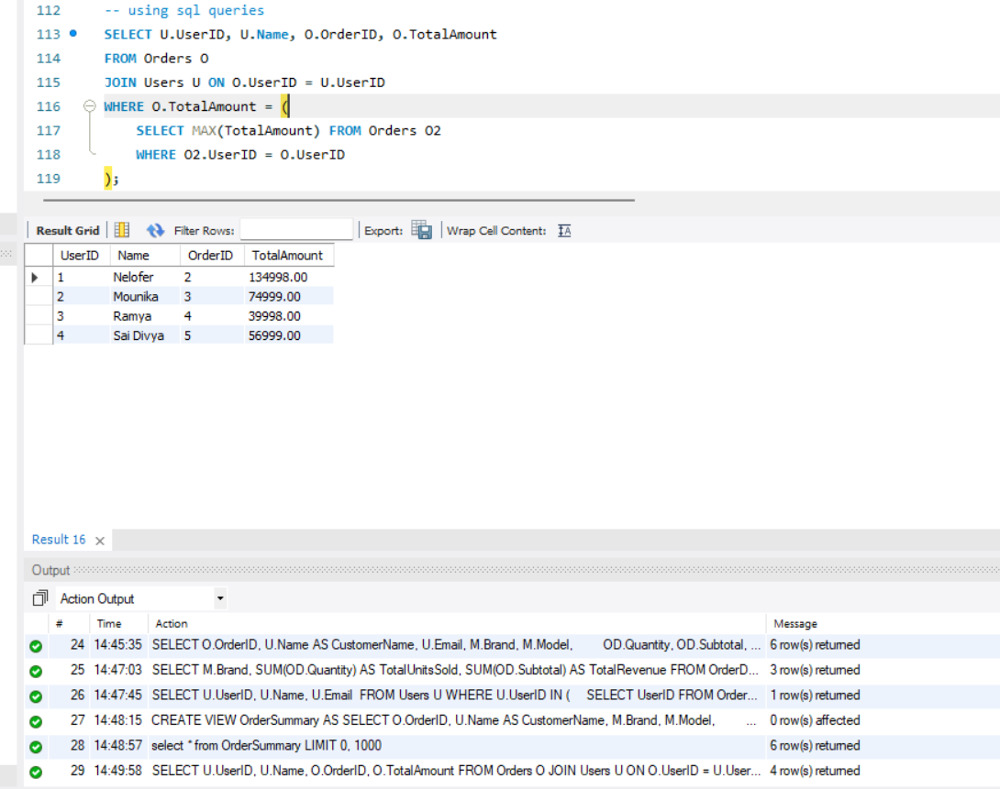 112 -- using sql queries
113 SELECT U.UserID, U.Name, O.OrderID, O.TotalAmount
114 FROM Orders O
115 JOIN Users U ON O.UserID = U.UserID
116 WHERE O.TotalAmount = (
117 SELECT MAX(TotalAmount) FROM Orders O2
118 WHERE O2.UserID = O.UserID
119 );
Result Grid Filter Rows: Export: Wrap Cell Content: IA
UserID Name OrderID TotalAmount
1 Nelofer 2 134998.00
2 Mounika 3 74999.00
3 Ramya 4 39998.00
4 Sai Divya 5 56999.00
Result 16
Output
Action Output
# Time Action Message
24 14:45:35 SELECT O.OrderID, U.Name AS CustomerName, U.Email, M.Brand, M.Model, OD.Quantity, OD.Subtotal, ... 6 row(s) returned
25 14:47:03 SELECT M.Brand, SUM(OD.Quantity) AS TotalUnitsSold, SUM(OD.Subtotal) AS TotalRevenue FROM OrderD... 3 row(s) returned
26 14:47:45 SELECT U.UserID, U.Name, U.Email FROM Users U WHERE U.UserID IN ( SELECT UserID FROM Order... 1 row(s) returned
27 14:48:15 CREATE VIEW OrderSummary AS SELECT O.OrderID, U.Name AS CustomerName, M.Brand, M.Model, ... 0 row(s) affected
28 14:48:57 select * from OrderSummary LIMIT 0, 1000 6 row(s) returned
29 14:49:58 SELECT U.UserID, U.Name, O.OrderID, O.TotalAmount FROM Orders O JOIN Users U ON O.UserID = U.User... 4 row(s) returned